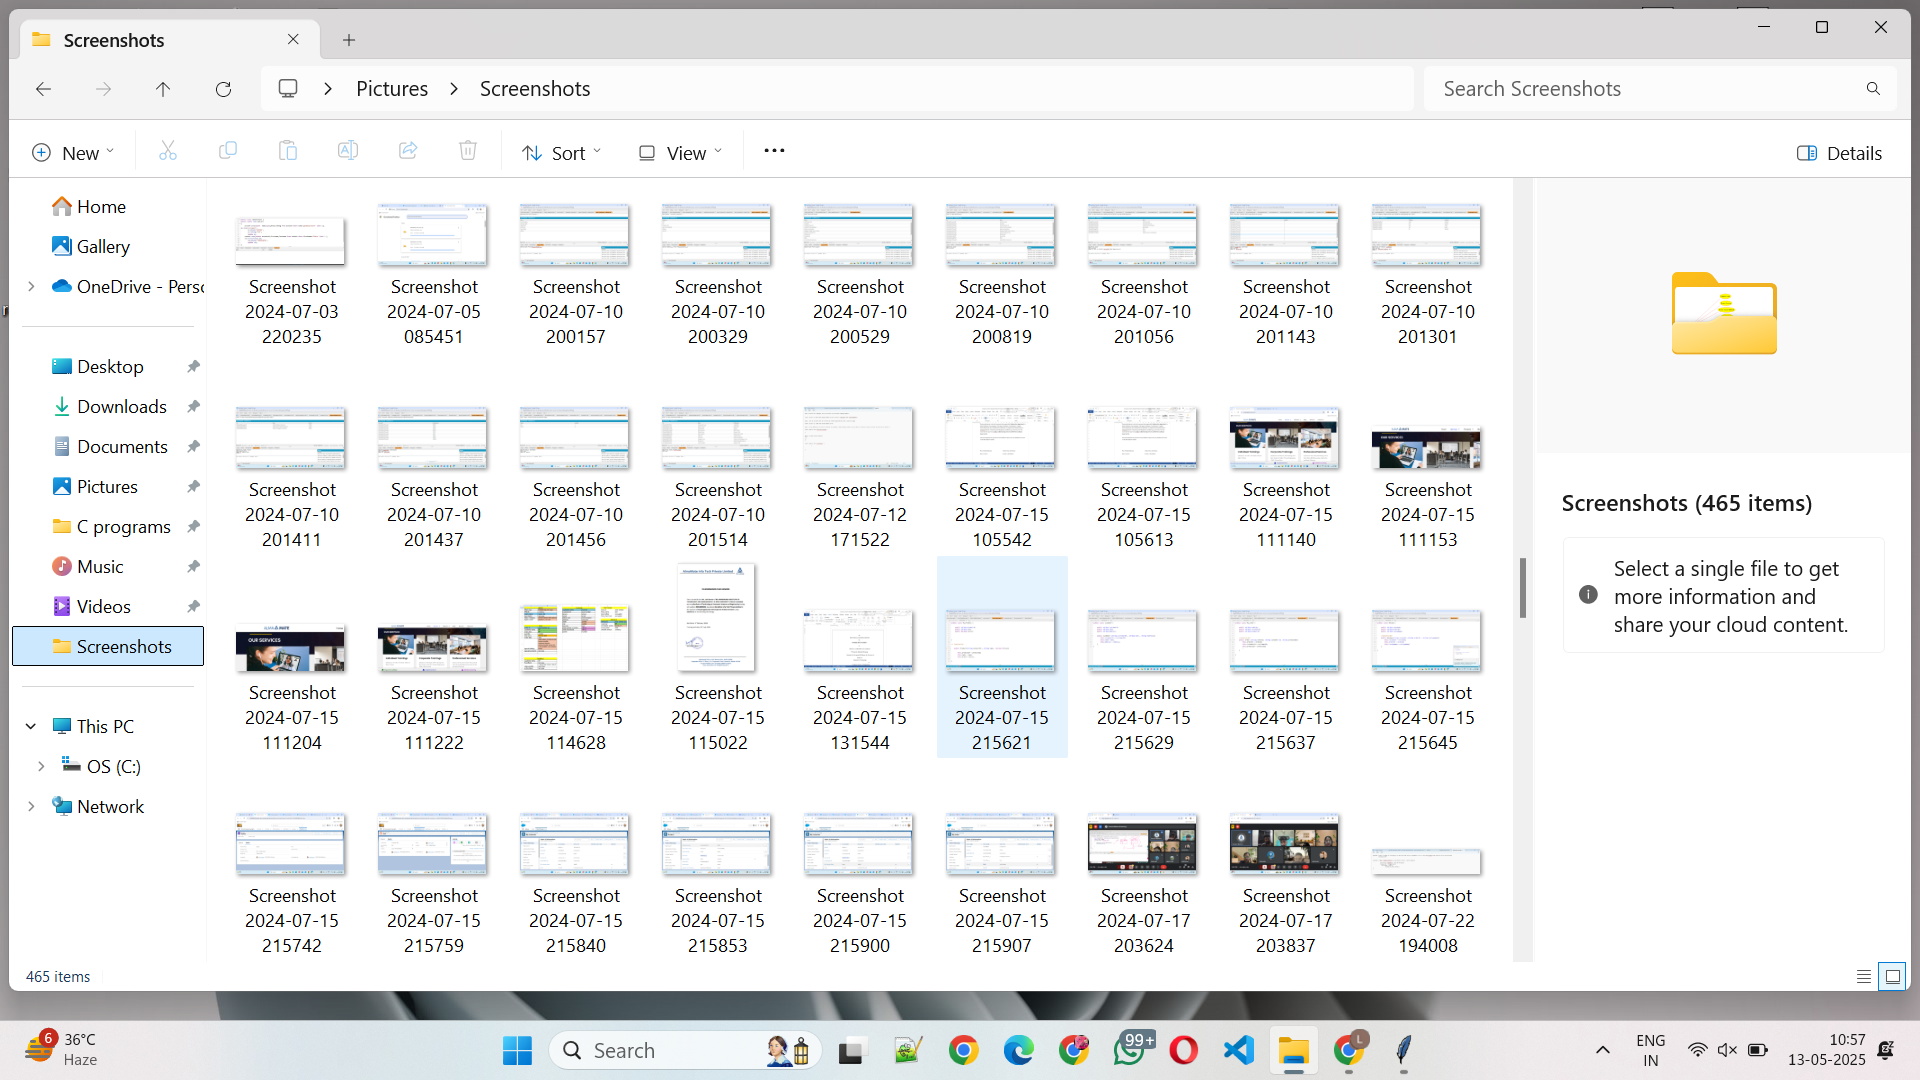 Screenshots
Pictures
Screenshots
Search Screenshots
New
Sort
View
Details
Home
Gallery
OneDrive - Perso
Desktop
Downloads
Documents
Pictures
C programs
Music
Videos
Screenshots
This PC
OS (C:)
Network
Screenshot 2024-07-03 220235
Screenshot 2024-07-05 085451
Screenshot 2024-07-10 200157
Screenshot 2024-07-10 200329
Screenshot 2024-07-10 200529
Screenshot 2024-07-10 200819
Screenshot 2024-07-10 201056
Screenshot 2024-07-10 201143
Screenshot 2024-07-10 201301
Screenshot 2024-07-10 201411
Screenshot 2024-07-10 201437
Screenshot 2024-07-10 201456
Screenshot 2024-07-10 201514
Screenshot 2024-07-12 171522
Screenshot 2024-07-15 105542
Screenshot 2024-07-15 105613
Screenshot 2024-07-15 111140
Screenshot 2024-07-15 111153
OUR SERVICES
Screenshot 2024-07-15 111204
Screenshot 2024-07-15 111222
Screenshot 2024-07-15 114628
Screenshot 2024-07-15 115022
Screenshot 2024-07-15 131544
Screenshot 2024-07-15 215621
Screenshot 2024-07-15 215629
Screenshot 2024-07-15 215637
Screenshot 2024-07-15 215645
Screenshot 2024-07-15 215742
Screenshot 2024-07-15 215759
Screenshot 2024-07-15 215840
Screenshot 2024-07-15 215853
Screenshot 2024-07-15 215900
Screenshot 2024-07-15 215907
Screenshot 2024-07-17 203624
Screenshot 2024-07-17 203837
Screenshot 2024-07-22 194008
Screenshots (465 items)
Select a single file to get
more information and
share your cloud content.
465 items
6
36°C
Haze
Search
99+
L
ENG
IN
10:57
13-05-2025